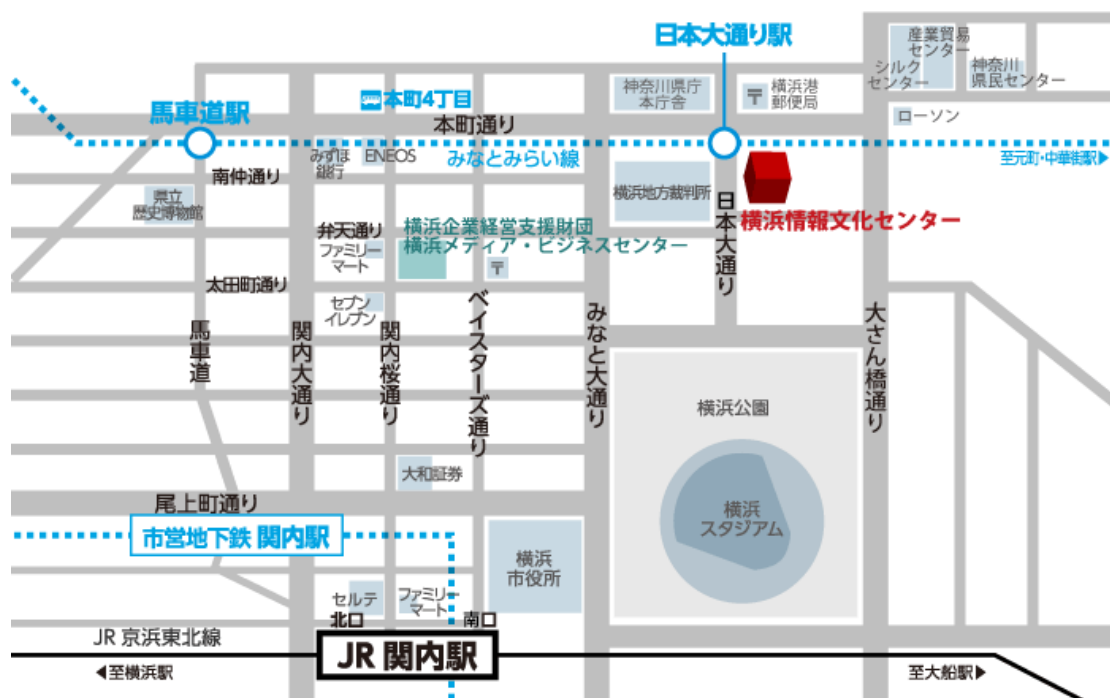 日本大通り駅
産業貿易
センター
シルク
センター
神奈川
県民センター
神奈川県庁
本庁舎
〒
横浜港
郵便局
ローソン
馬車道駅
本町4丁目
本町通り
みずほ
銀行
ENEOS
みなとみらい線
至元町・中華街駅▶
南仲通り
県立
歴史博物館
横浜地方裁判所
日本大通り
横浜情報文化センター
弁天通り
ファミリー
マート
横浜企業経営支援財団
横浜メディア・ビジネスセンター
〒
太田町通り
セブン
イレブン
馬車道
関内大通り
関内桜通り
ベイスターズ通り
みなと大通り
大さん橋通り
横浜公園
大和証券
横浜
スタジアム
尾上町通り
市営地下鉄 関内駅
横浜
市役所
セルテ
ファミリー
マート
北口
南口
JR 京浜東北線
JR 関内駅
◀至横浜駅
至大船駅▶